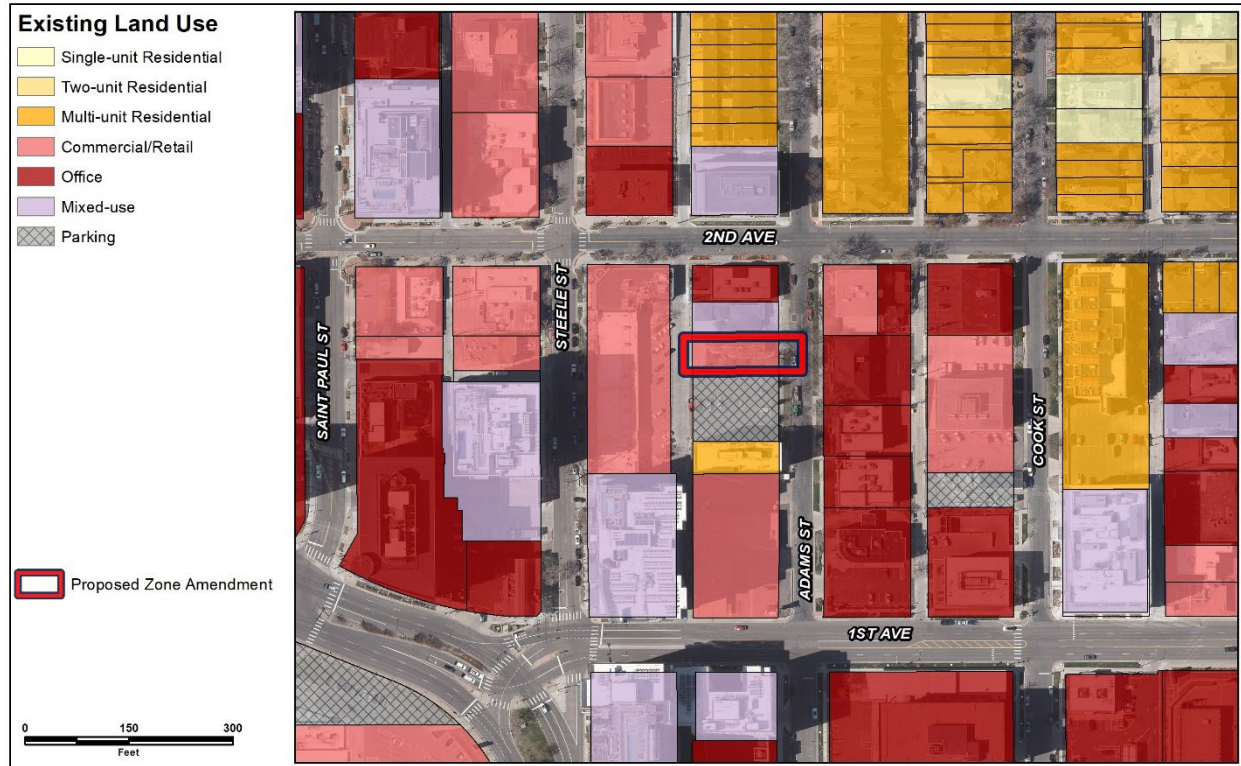 Existing Land Use
Single-unit Residential
Two-unit Residential
Multi-unit Residential
Commercial/Retail
Office
Mixed-use
Parking
Proposed Zone Amendment
0 150 300
Feet
2ND AVE
STEELE ST
SAINT PAUL ST
ADAMS ST
COOK ST
1ST AVE